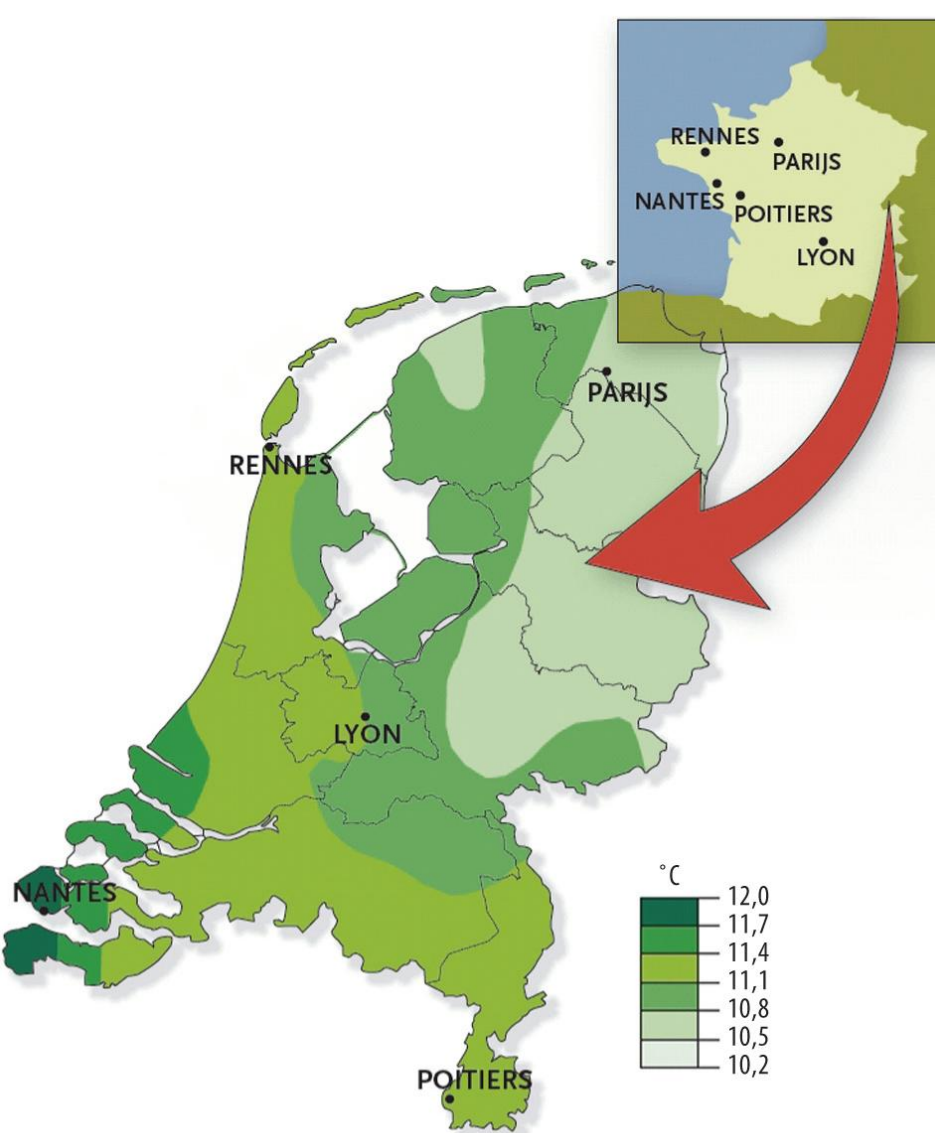 RENNES
PARIJS
NANTES
POITIERS
LYON
PARIJS
RENNES
LYON
NANTES
POITIERS
°C
12,0
11,7
11,4
11,1
10,8
10,5
10,2